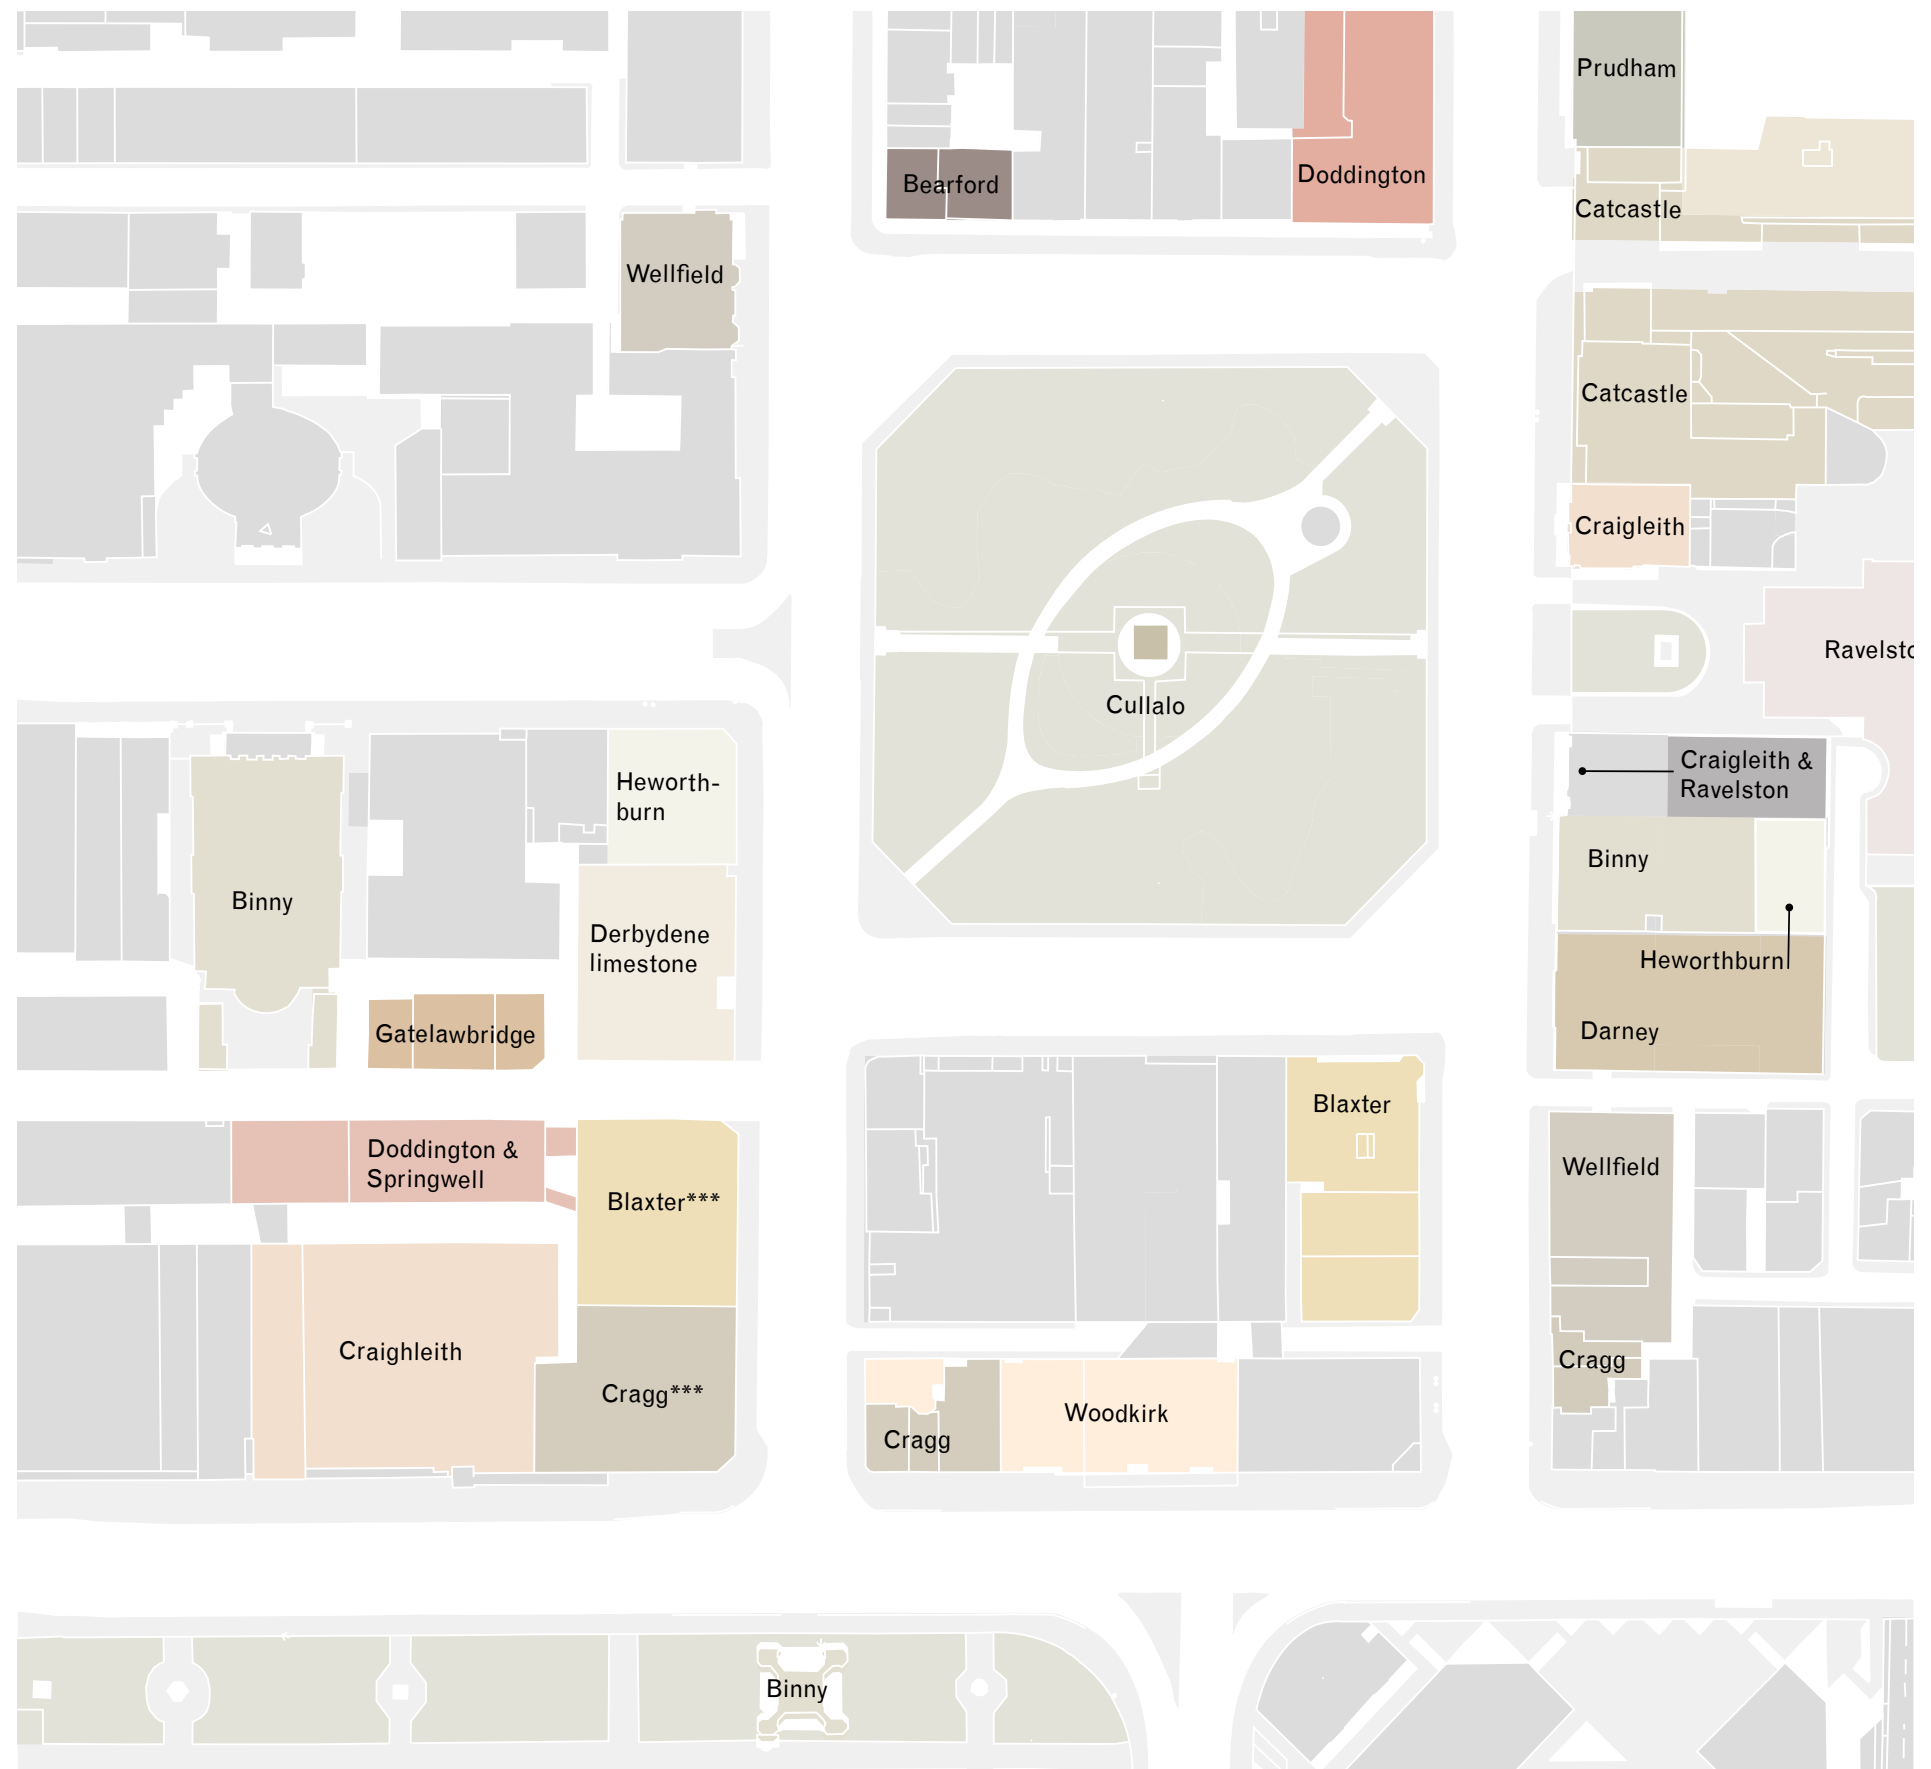 Prudham
Bearford
Doddington
Catcastle
Wellfield
Catcastle
Craigleith
Ravelsto
Cullalo
Heworth-
burn
Craigleith &
Ravelston
Binny
Binny
Derbydene
limestone
Heworthburn
Gatelawbridge
Darney
Blaxter
Doddington &
Springwell
Wellfield
Blaxter***
Craighleith
Cragg
Cragg***
Woodkirk
Cragg
Binny